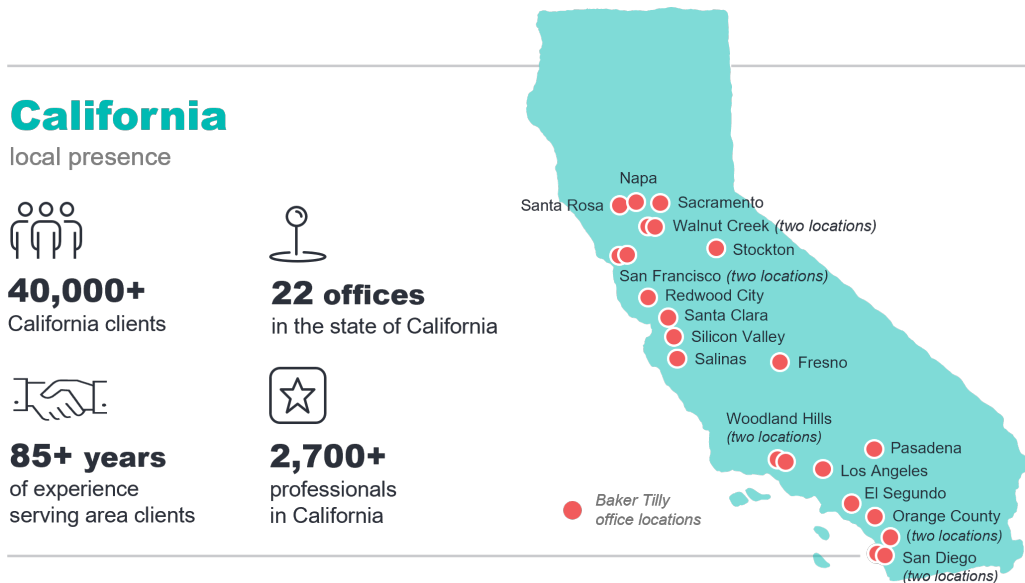 California
local presence
40,000+
California clients
22 offices
in the state of California
85+ years
of experience
serving area clients
2,700+
professionals
in California
Napa
Santa Rosa
Sacramento
Walnut Creek (two locations)
Stockton
San Francisco (two locations)
Redwood City
Santa Clara
Silicon Valley
Salinas
Fresno
Woodland Hills
(two locations)
Pasadena
Los Angeles
El Segundo
Orange County
(two locations)
San Diego
(two locations)
Baker Tilly
office locations